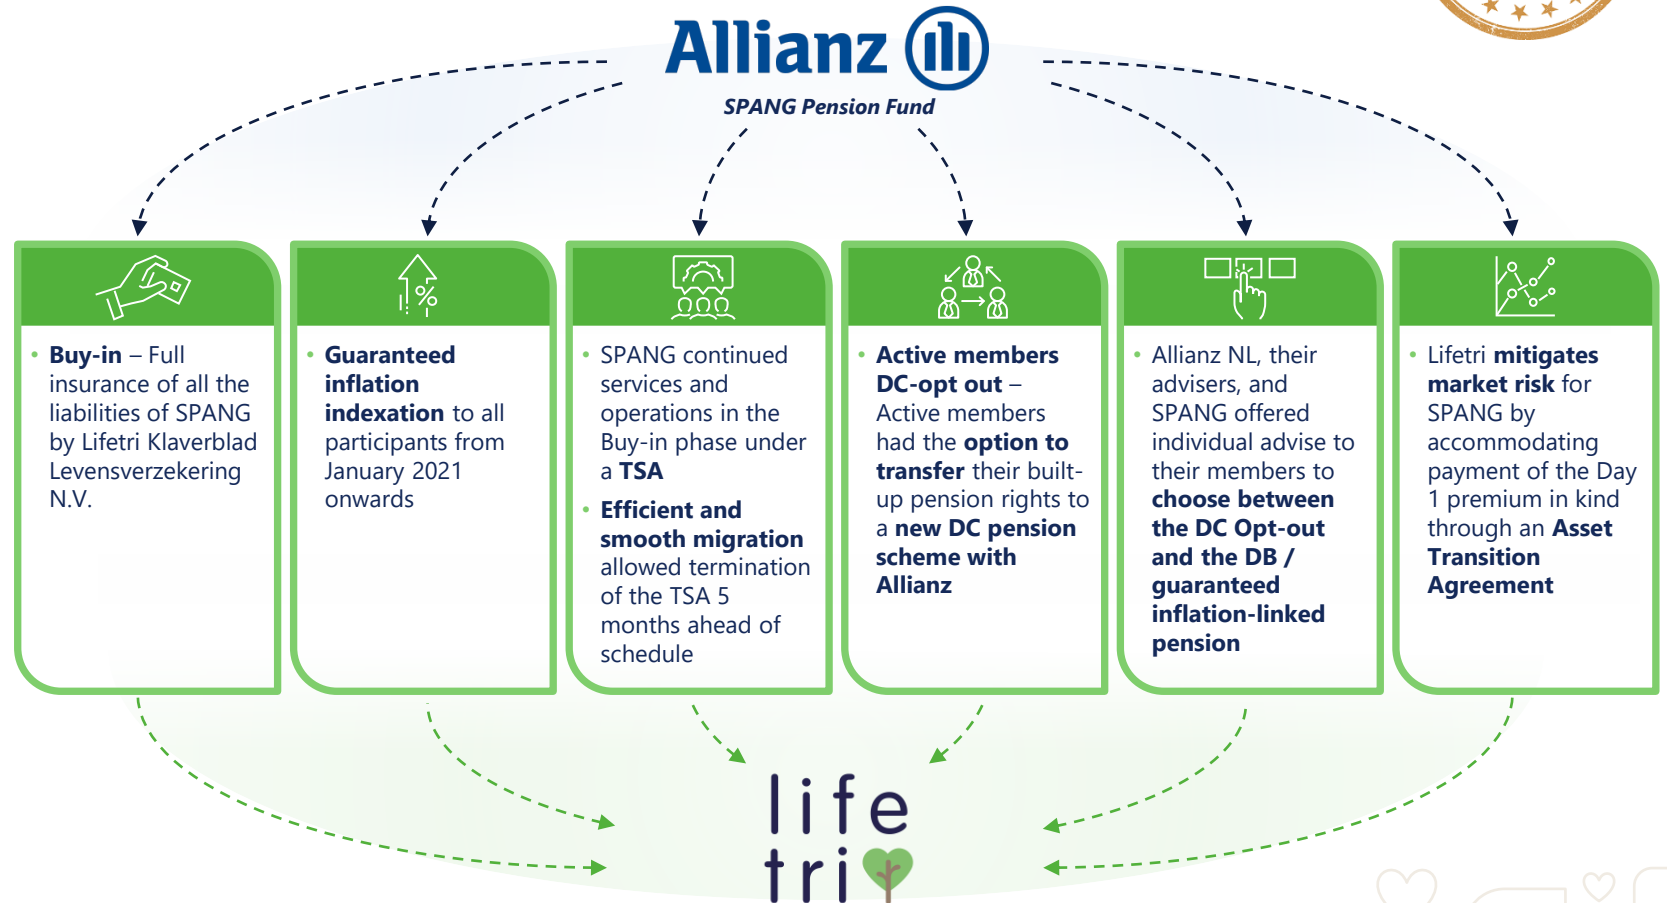 Allianz
SPANG Pension Fund
• Buy-in – Full
insurance of all the
liabilities of SPANG
by Lifetri Klaverblad
Levensverzekering
N.V.
• Guaranteed
inflation
indexation to all
participants from
January 2021
onwards
• SPANG continued
services and
operations in the
Buy-in phase under
a TSA
• Efficient and
smooth migration
allowed termination
of the TSA 5
months ahead of
schedule
• Active members
DC-opt out –
Active members
had the option to
transfer their built-
up pension rights to
a new DC pension
scheme with
Allianz
• Allianz NL, their
advisers, and
SPANG offered
individual advise to
their members to
choose between
the DC Opt-out
and the DB /
guaranteed
inflation-linked
pension
• Lifetri mitigates
market risk for
SPANG by
accommodating
payment of the Day
1 premium in kind
through an Asset
Transition
Agreement
life
tri